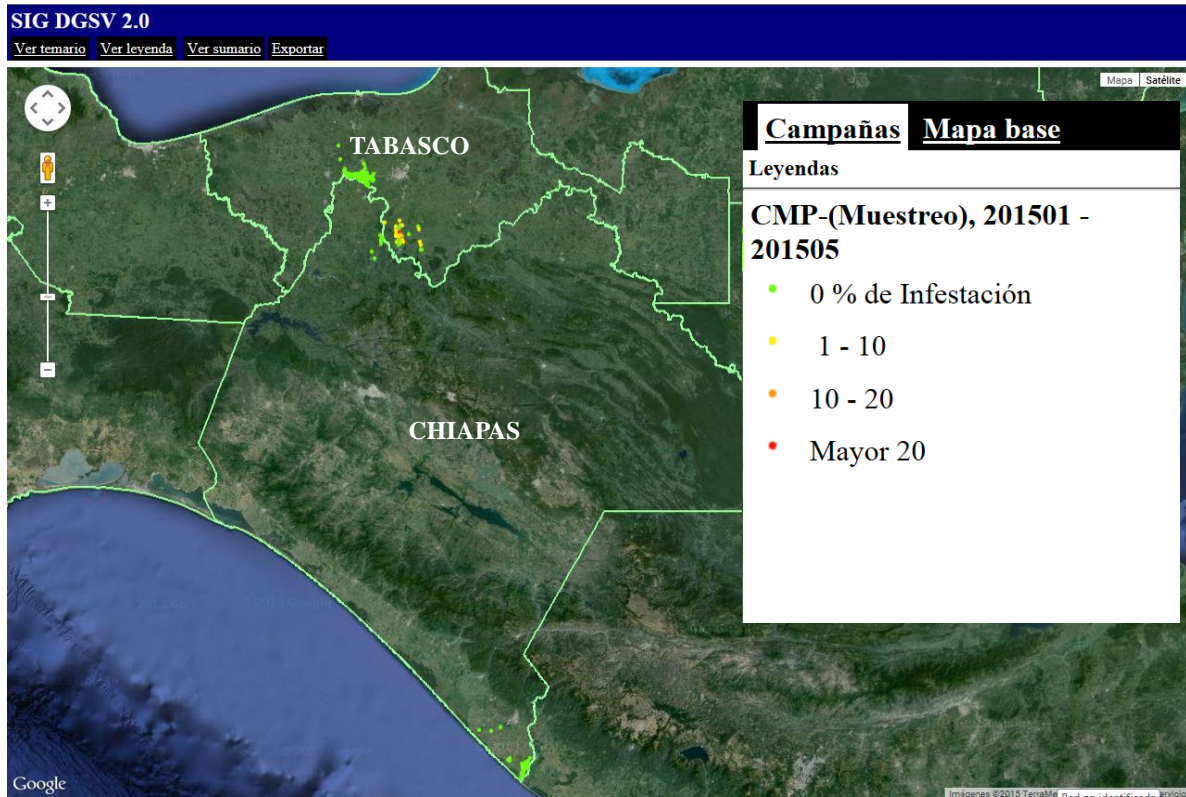 SIG DGSV 2.0
Ver temario Ver leyenda Ver sumario Exportar
Mapa Satélite
TABASCO
Campañas Mapa base
Leyendas
CMP-(Muestreo), 201501 -
201505
0 % de Infestación
1 - 10
10 - 20
Mayor 20
CHIAPAS
Google
Imágenes ©2015 TerraMe